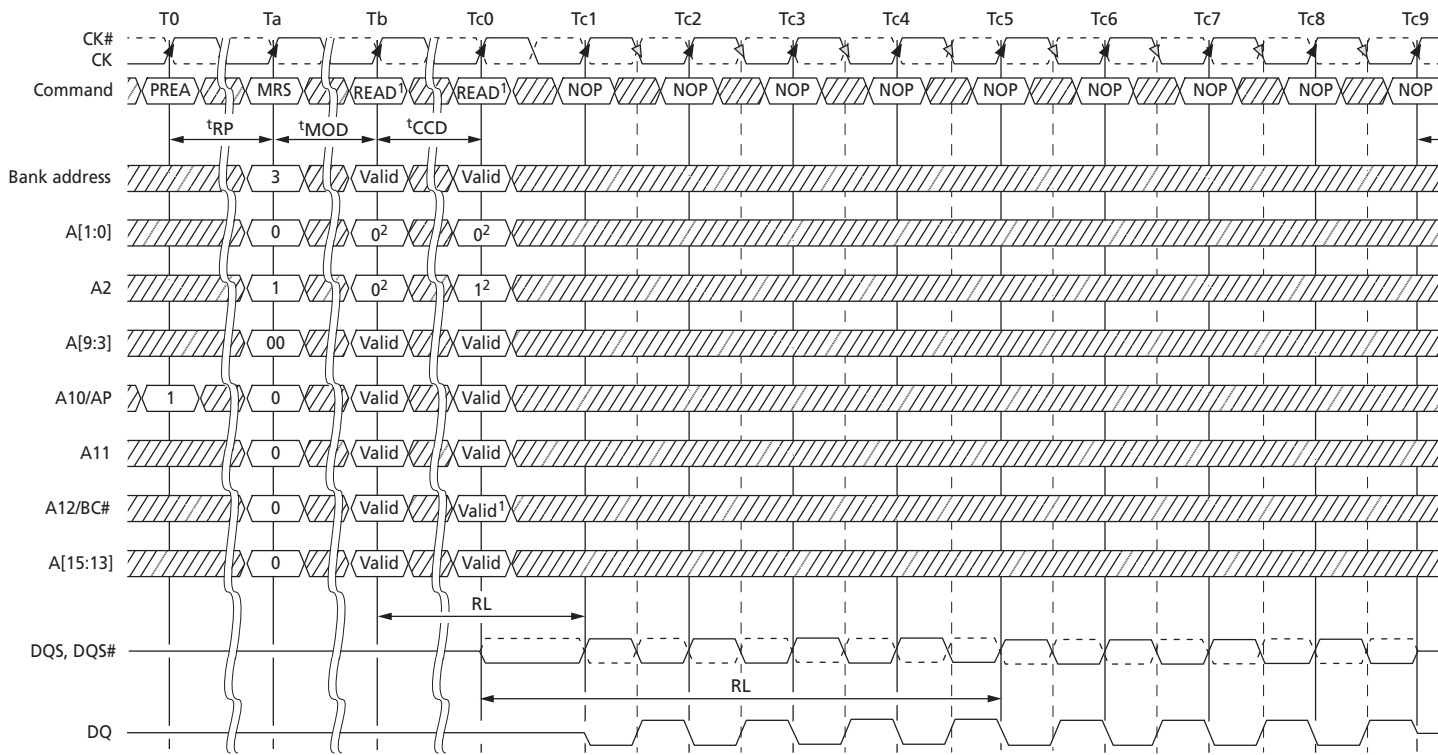 T0 Ta Tb Tc0 Tc1 Tc2 Tc3 Tc4 Tc5 Tc6 Tc7 Tc8 Tc9
CK#
CK
Command PREA MRS READ¹ READ¹ NOP NOP NOP NOP NOP NOP NOP NOP NOP
ᵗRP ᵗMOD ᵗCCD
Bank address 3 Valid Valid
A[1:0] 0 0² 0²
A2 1 0² 1²
A[9:3] 00 Valid Valid
A10/AP 1 0 Valid Valid
A11 0 Valid Valid
A12/BC# 0 Valid Valid¹
A[15:13] 0 Valid Valid
RL
DQS, DQS#
RL
DQ